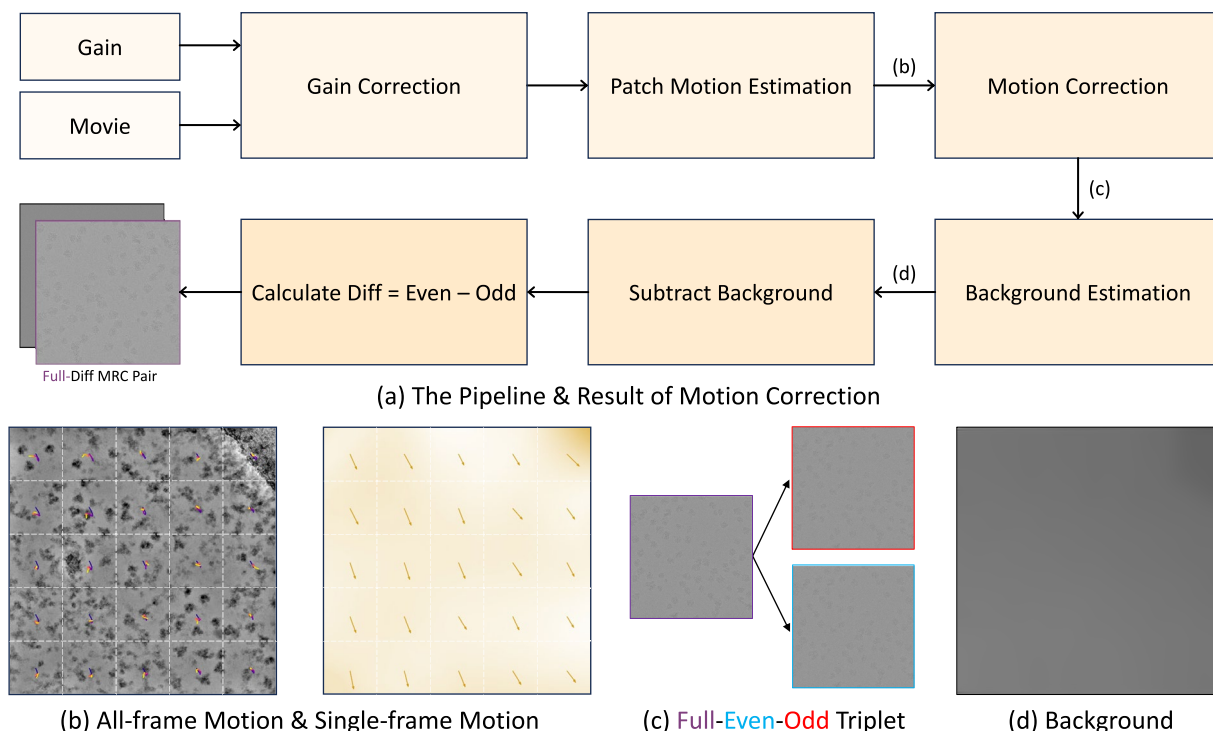 Gain
Movie
Gain Correction
Patch Motion Estimation
(b)
Motion Correction
(c)
Full-Diff MRC Pair
Calculate Diff = Even – Odd
Subtract Background
(d)
Background Estimation
(a) The Pipeline & Result of Motion Correction
(b) All-frame Motion & Single-frame Motion
(c) Full-Even-Odd Triplet
(d) Background